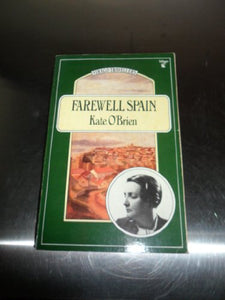 FAREWELL SPAIN
Kate O'Brien